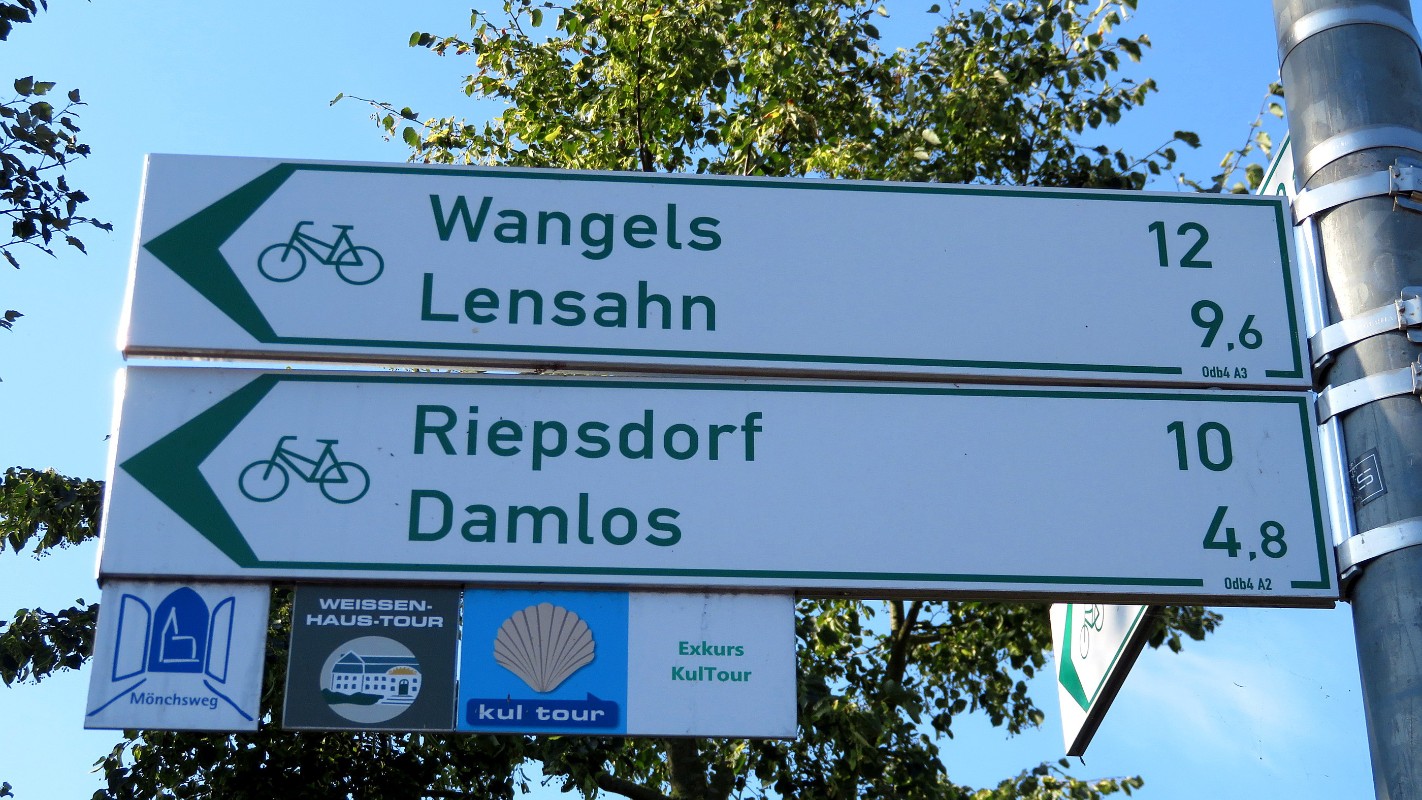 Wangels 12
Lensahn 9,6
Odb4 A3
Riepsdorf 10
Damlos 4,8
Odb4 A2
Mönchsweg
WEISSEN-
HAUS-TOUR
kul tour
Exkurs
KulTour